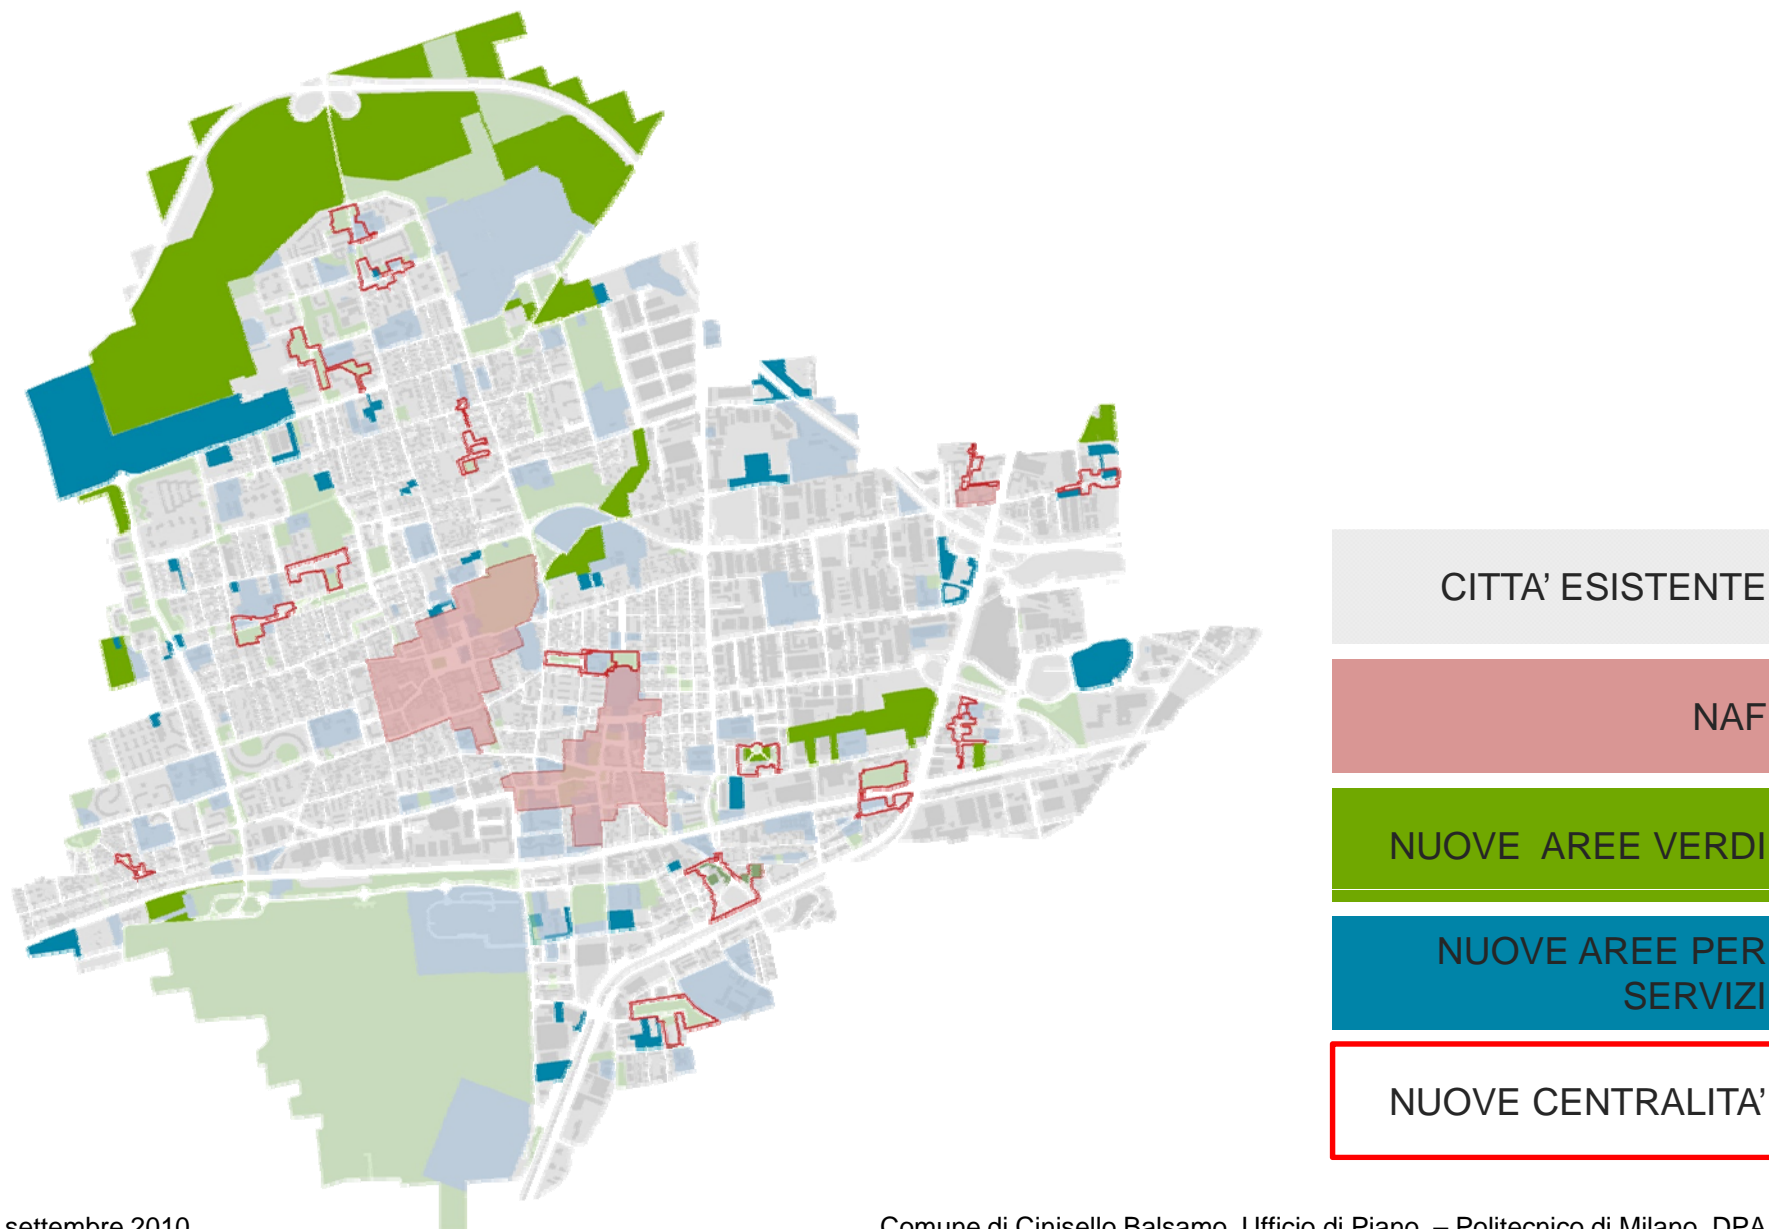 CITTA’ ESISTENTE
NAF
NUOVE AREE VERDI
NUOVE AREE PER
SERVIZI
NUOVE CENTRALITA’
settembre 2010
Comune di Cinisello Balsamo, Ufficio di Piano – Politecnico di Milano, DPA